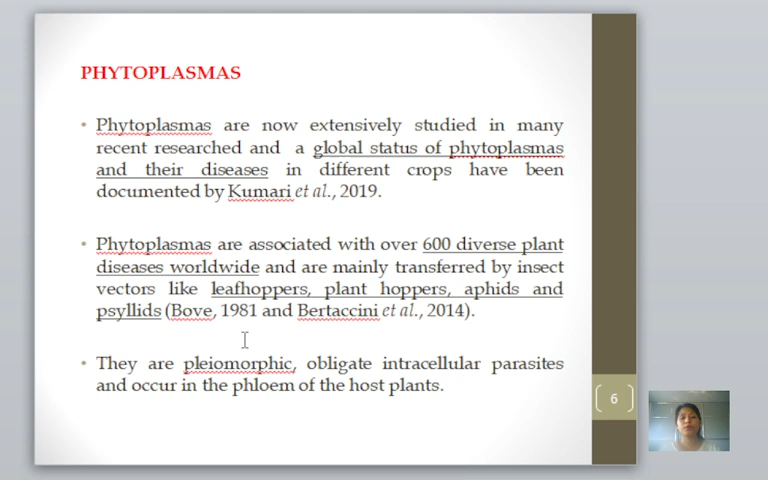 PHYTOPLASMAS
• Phytoplasmas are now extensively studied in many
recent researched and a global status of phytoplasmas
and their diseases in different crops have been
documented by Kumari et al., 2019.
• Phytoplasmas are associated with over 600 diverse plant
diseases worldwide and are mainly transferred by insect
vectors like leafhoppers, plant hoppers, aphids and
psyllids (Bove, 1981 and Bertaccini et al., 2014).
• They are pleiomorphic, obligate intracellular parasites
and occur in the phloem of the host plants.
6